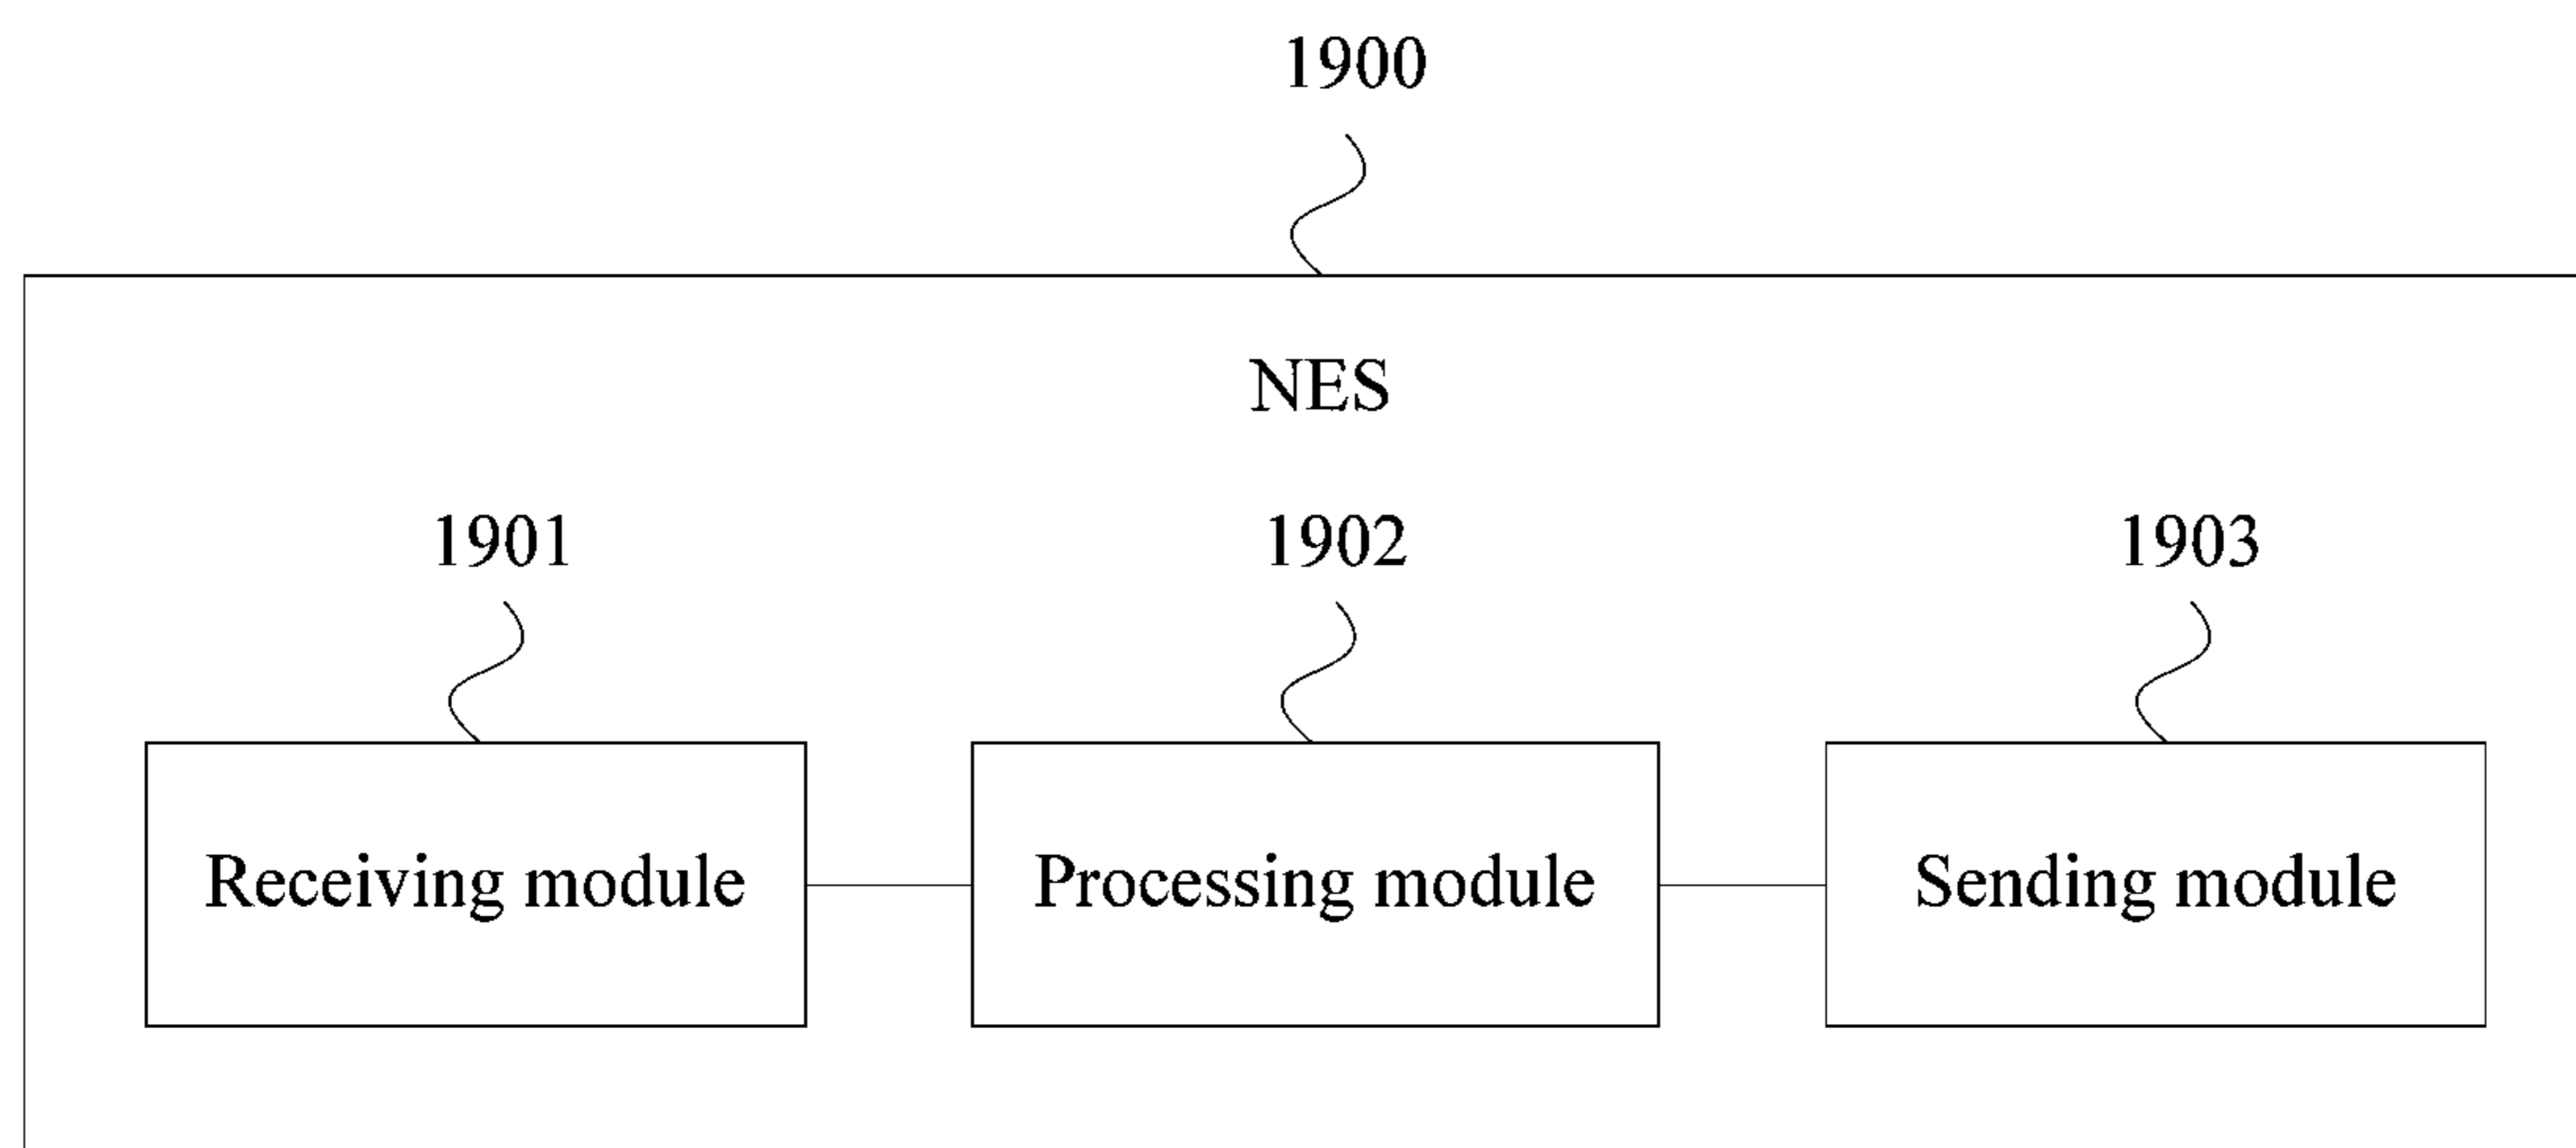 1900
NES
1901 1902 1903
Receiving module Processing module Sending module